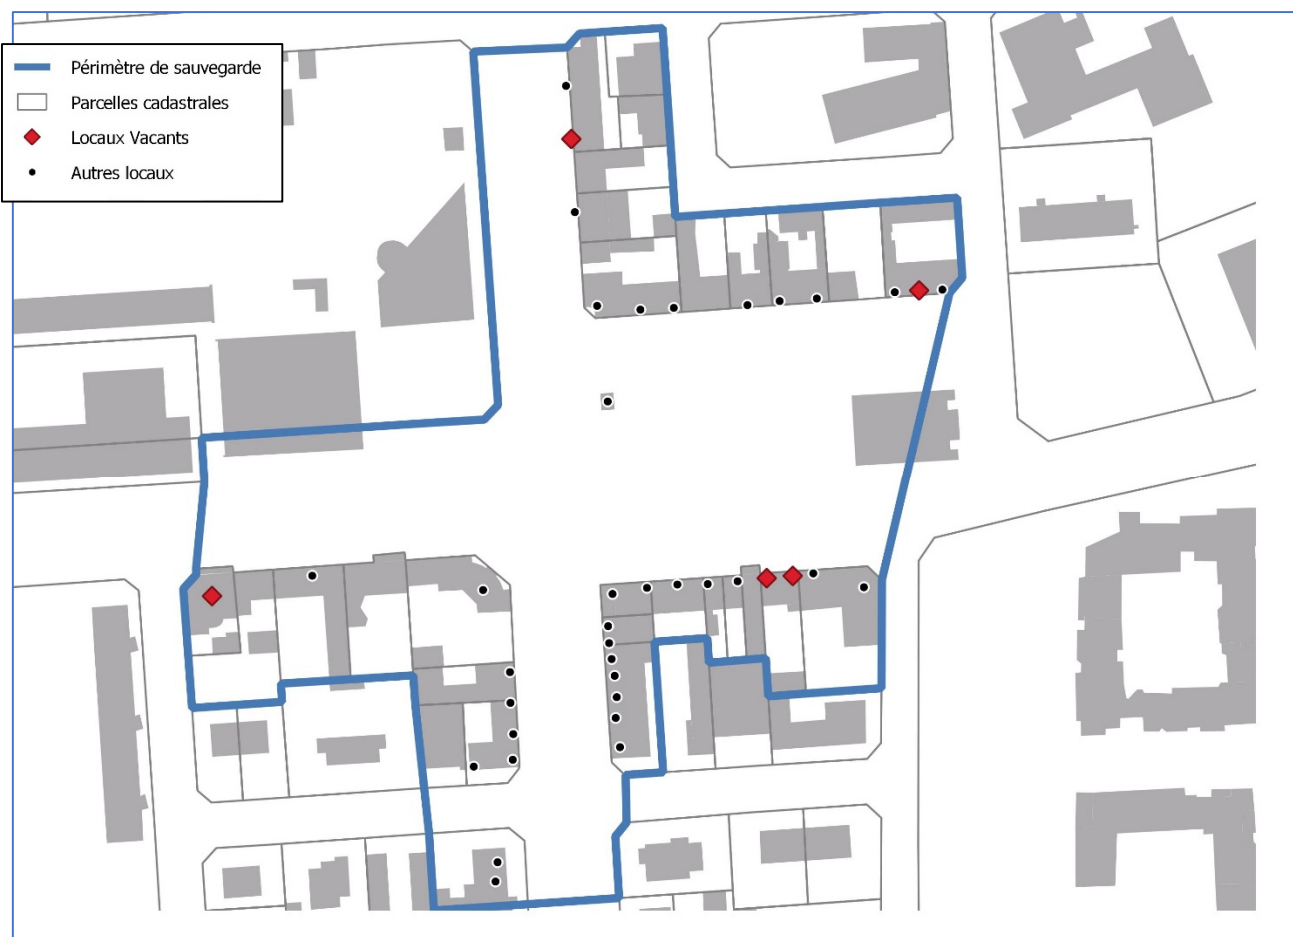 Périmètre de sauvegarde
Parcelles cadastrales
Locaux Vacants
Autres locaux